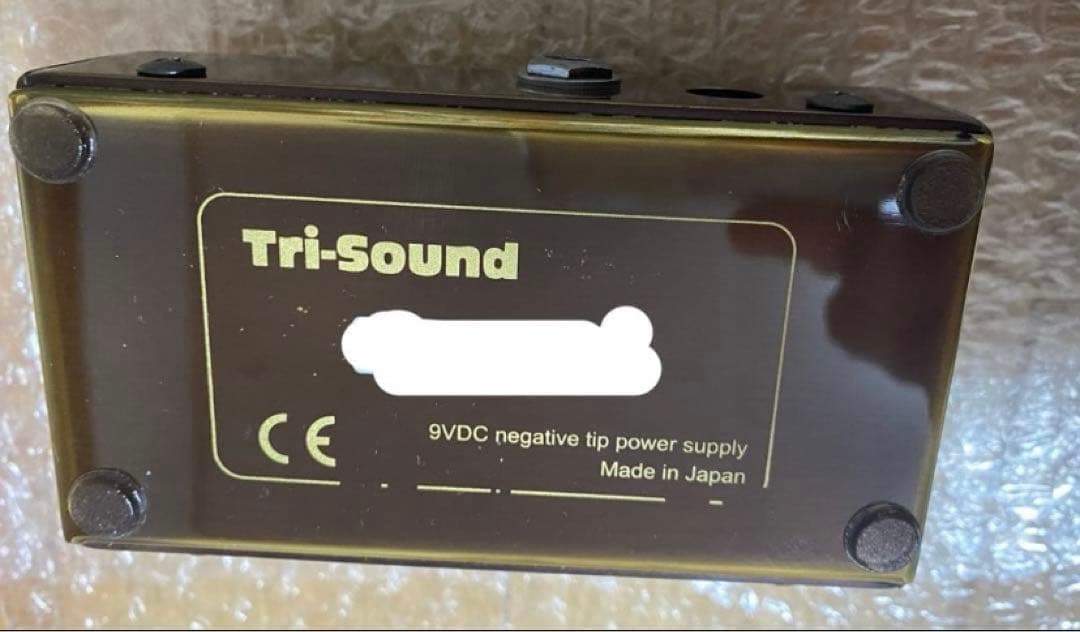 Tri-Sound
CE
9VDC negative tip power supply
Made in Japan